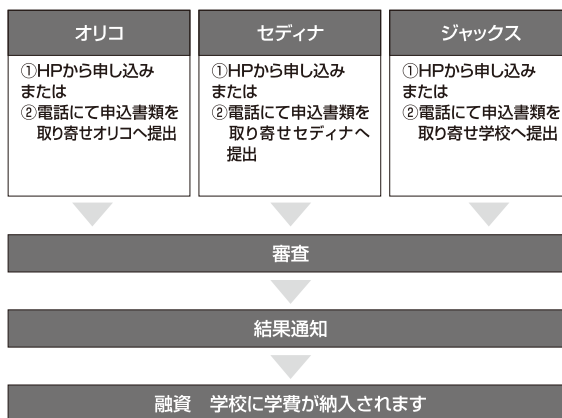 オリコ
①HPから申し込み
または
②電話にて申込書類を
取り寄せオリコへ提出
セディナ
①HPから申し込み
または
②電話にて申込書類を
取り寄せセディナへ
提出
ジャックス
①HPから申し込み
または
②電話にて申込書類を
取り寄せ学校へ提出
審査
結果通知
融資　学校に学費が納入されます